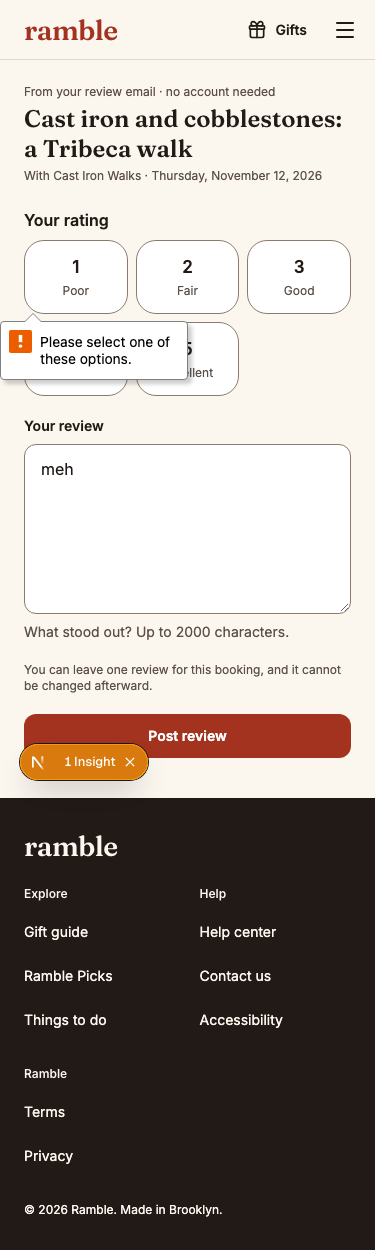 ramble
Gifts
From your review email · no account needed
Cast iron and cobblestones:
a Tribeca walk
With Cast Iron Walks · Thursday, November 12, 2026
Your rating
1
2
3
Poor
Fair
Good
Please select one of
these options.
5
Your review
meh
What stood out? Up to 2000 characters.
You can leave one review for this booking, and it cannot
be changed afterward.
Post review
1 Insight
ramble
Explore
Help
Gift guide
Help center
Ramble Picks
Contact us
Things to do
Accessibility
Ramble
Terms
Privacy
© 2026 Ramble. Made in Brooklyn.